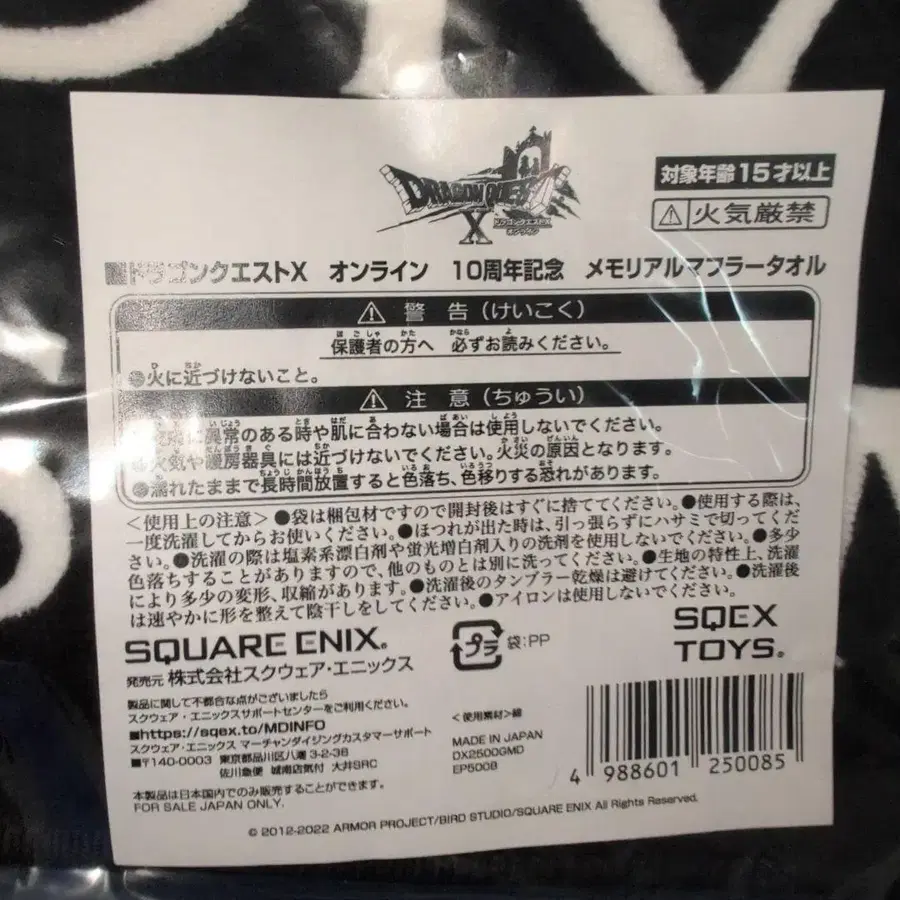 DRAGON QUEST
X
ドラゴンクエストX
オンライン
対象年齢15才以上
火気厳禁
ドラゴンクエストX オンライン 10周年記念 メモリアルマフラータオル
警告(けいこく)
保護者の方へ 必ずお読みください。
火に近づけないこと。
注意(ちゅうい)
異常のある時や肌に合わない場合は使用しないでください。
火気や暖房器具には近づけないでください。火災の原因となります。
濡れたままで長時間放置すると色落ち、色移りする恐れがあります。
<使用上の注意>●袋は梱包材ですので開封後はすぐに捨ててください。●使用する際は、
一度洗濯してからお使いください。●ほつれが出た時は、引っ張らずにハサミで切ってくだ
さい。●洗濯の際は塩素系漂白剤や蛍光増白剤入りの洗剤を使用しないでください。●多少
色落ちすることがありますので、他のものとは別に洗ってください。●生地の特性上、洗濯
により多少の変形、収縮があります。●洗濯後のタンブラー乾燥は避けてください。●洗濯後
は速やかに形を整えて陰干しをしてください。●アイロンは使用しないでください。
SQUARE ENIX®
発売元 株式会社スクウェア・エニックス
プラ 袋:PP
SQEX
TOYS®
製品に関して不都合な点がございましたら
スクウェア・エニックスサポートセンターをご利用ください。
■https://sqex.to/MDINFO
スクウェア・エニックス マーチャンダイジングカスタマーサポート
■〒140-0003 東京都品川区八潮 3-2-38
佐川急便 城南店気付 大井SRC
本製品は日本国内でのみ販売することができます。
FOR SALE JAPAN ONLY.
<使用素材>綿
MADE IN JAPAN
DX2500GMD
EP5008
4 988601 250085
© 2012-2022 ARMOR PROJECT/BIRD STUDIO/SQUARE ENIX All Rights Reserved.